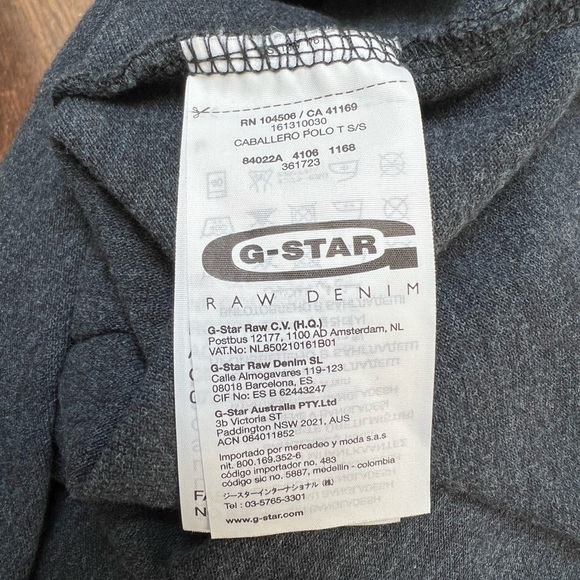 RN 104506 / CA 41169
161310030
CABALLERO POLO T S/S
84022A 4106 1168
361723
G-STAR
RAW DENIM
G-Star Raw C.V. (H.Q.)
Postbus 12177, 1100 AD Amsterdam, NL
VAT.No: NL850210161B01
G-Star Raw Denim SL
Calle Almogavares 119-123
08018 Barcelona, ES
CIF No: ES B 62443247
G-Star Australia PTY.Ltd
3b Victoria ST
Paddington NSW 2021, AUS
ACN 084011852
Importado por mercadeo y moda s.a.s
nit. 800.169.352-6
código importador no. 483
código sic no. 5887, medellin - colombia
ジースターインターナショナル (株)
Tel : 03-5765-3301
www.g-star.com